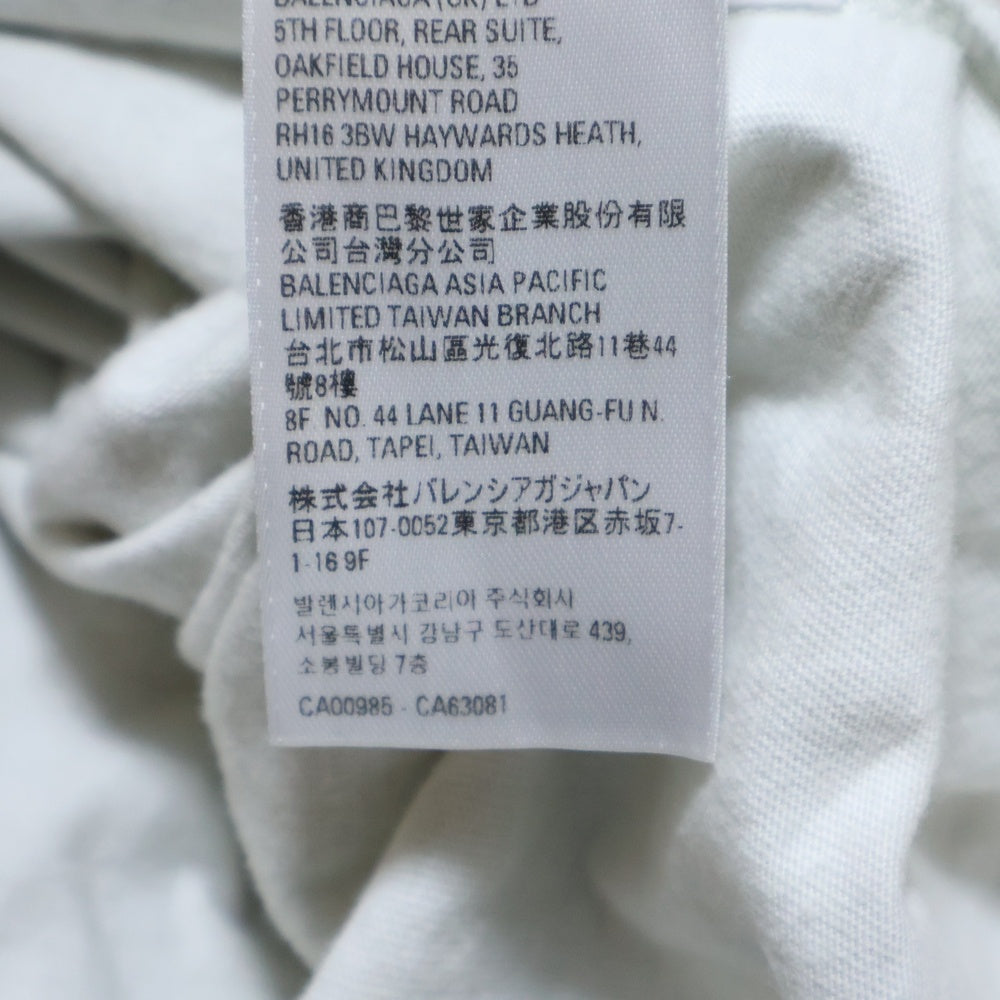 BALENCIAGA (UK) LTD
5TH FLOOR, REAR SUITE,
OAKFIELD HOUSE, 35
PERRYMOUNT ROAD
RH16 3BW HAYWARDS HEATH,
UNITED KINGDOM
香港商巴黎世家企業股份有限
公司台灣分公司
BALENCIAGA ASIA PACIFIC
LIMITED TAIWAN BRANCH
台北市松山區光復北路11巷44
號8樓
8F. NO. 44 LANE 11 GUANG-FU N.
ROAD, TAPEI, TAIWAN
株式会社バレンシアガジャパン
日本107-0052東京都港区赤坂7-
1-16 9F
발렌시아가코리아 주식회사
서울특별시 강남구 도산대로 439,
소봉빌딩 7층
CA00985 - CA63081